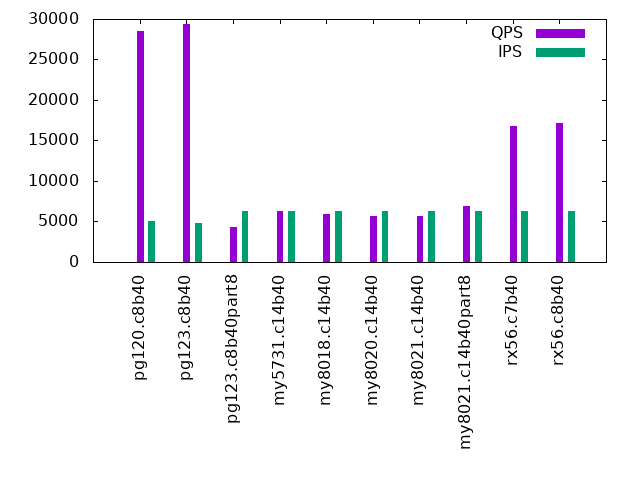 30000
25000
20000
15000
10000
5000
0
QPS
IPS
pg120.c8b40
pg123.c8b40
pg123.c8b40part8
my5731.c14b40
my8018.c14b40
my8020.c14b40
my8021.c14b40
my8021.c14b40part8
rx56.c7b40
rx56.c8b40